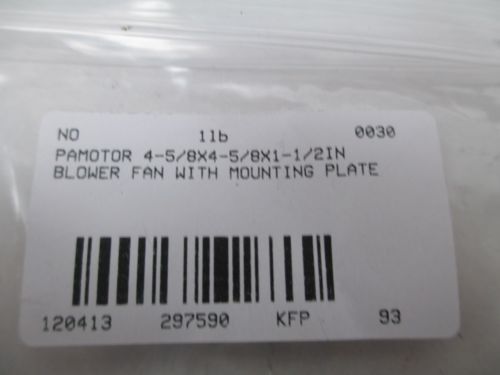 NO 11b 0030
PAMOTOR 4-5/8X4-5/8X1-1/2IN
BLOWER FAN WITH MOUNTING PLATE
120413 297590 KFP 93